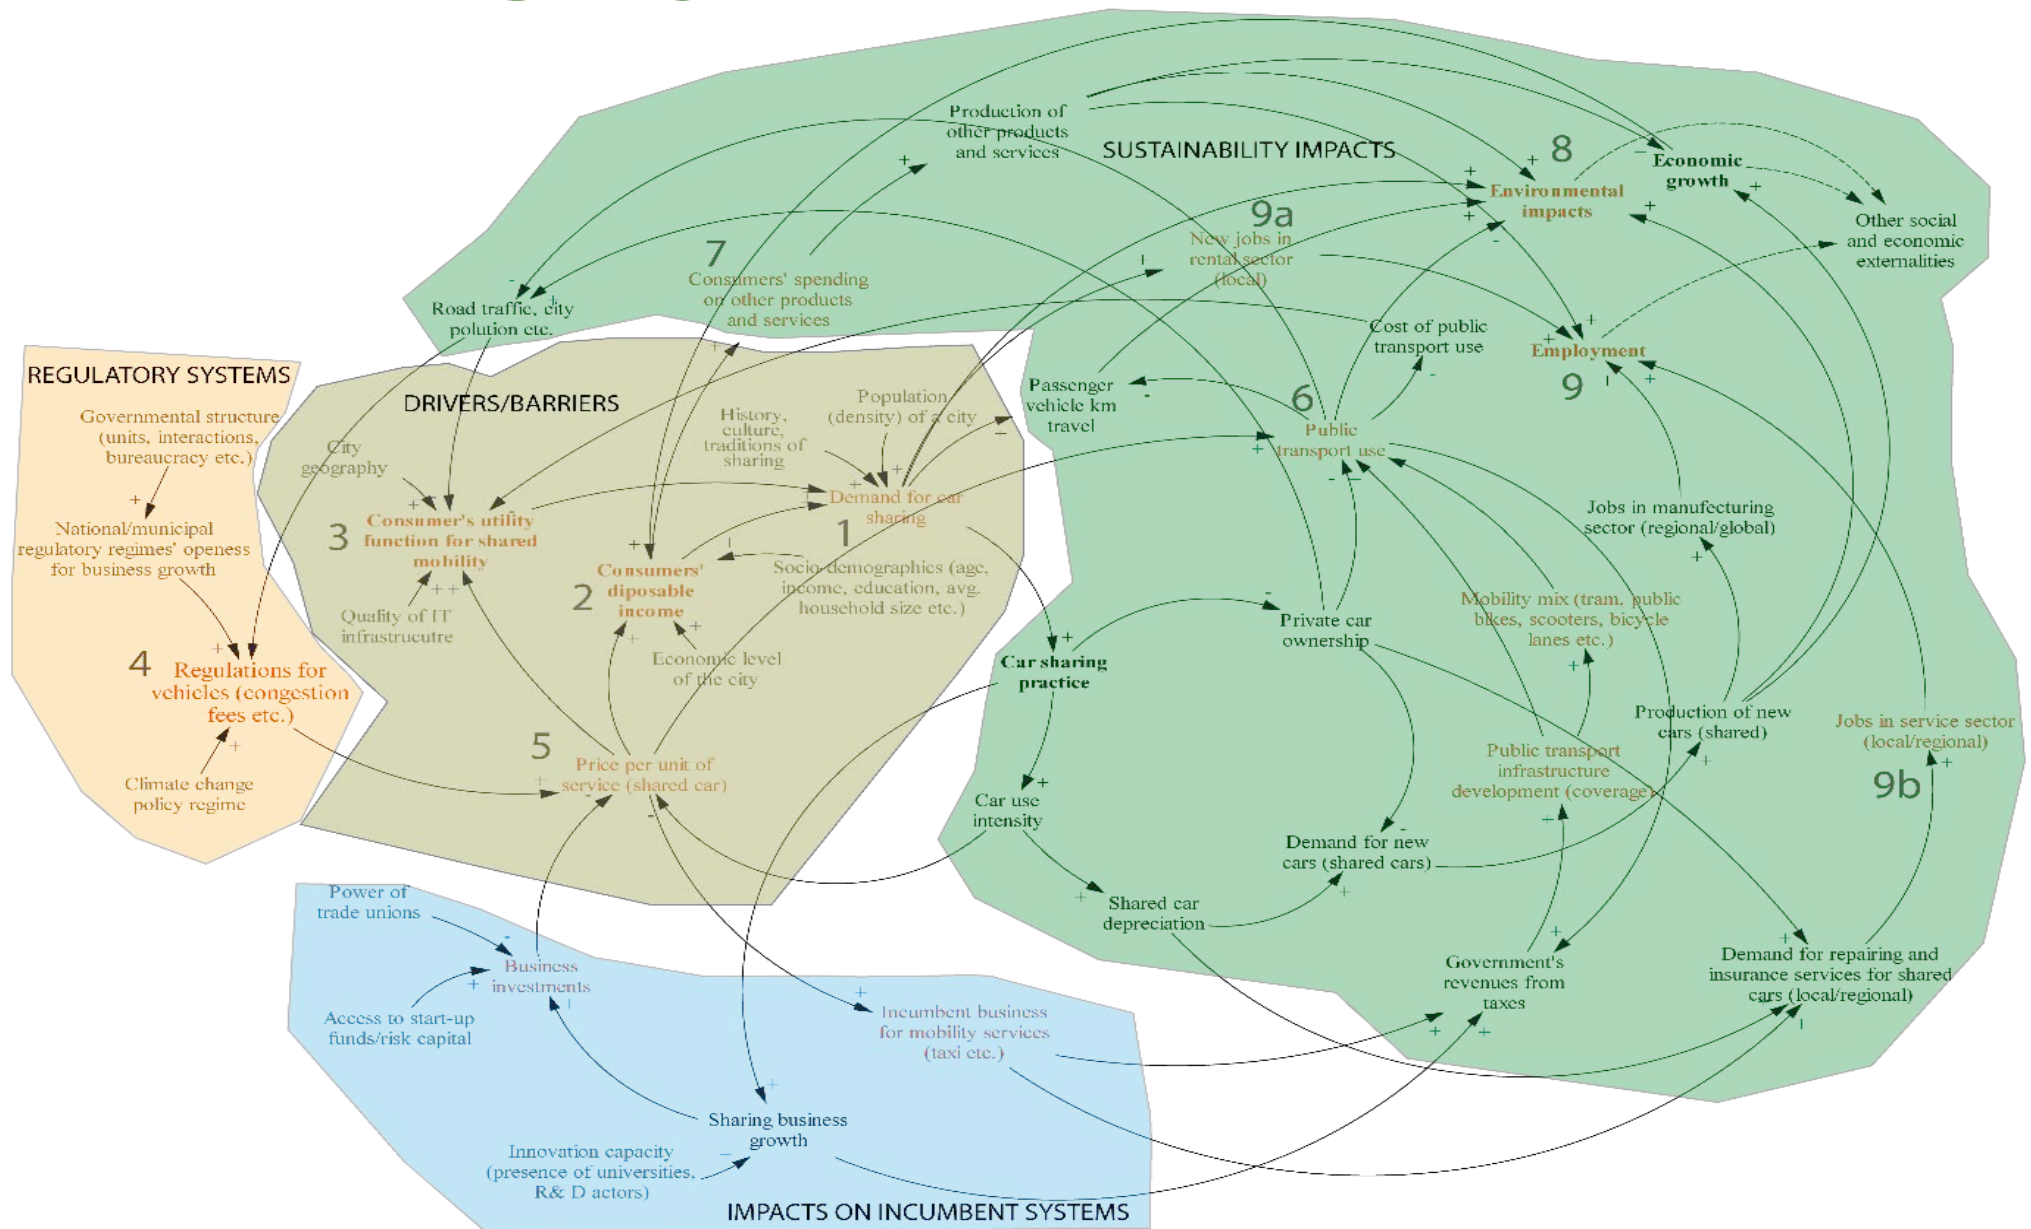 Production of
other products
and services
SUSTAINABILITY IMPACTS
8
Economic
growth
Environmental
impacts
9a
New jobs in
rental sector
(local)
Other social
and economic
externalities
7
Consumers' spending
on other products
and services
Road traffic, city
polution etc.
Cost of public
transport use
Employment
9
REGULATORY SYSTEMS
Governmental structure
(units, interactions,
bureaucracy etc.)
National/municipal
regulatory regimes' openess
for business growth
4
Regulations for
vehicles (congestion
fees etc.)
Climate change
policy regime
DRIVERS/BARRIERS
City
geography
History,
culture,
traditions of
sharing
Population
(density) of a city
Demand for car
sharing
1
3
Consumer's utility
function for shared
mobility
Quality of IT
infrastrucutre
2
Consumers'
diposable
income
Socio-demographics (age,
income, education, avg.
household size etc.)
Economic level
of the city
5
Price per unit of
service (shared car)
Passenger
vehicle km
travel
6
Public
transport use
Jobs in manufecturing
sector (regional/global)
Mobility mix (tram, public
bikes, scooters, bicycle
lanes etc.)
Private car
ownership
Car sharing
practice
Production of new
cars (shared)
Jobs in service sector
(local/regional)
9b
Public transport
infrastructure
development (coverage)
Car use
intensity
Demand for new
cars (shared cars)
Shared car
depreciation
Government's
revenues from
taxes
Demand for repairing and
insurance services for shared
cars (local/regional)
Power of
trade unions
Business
investments
Access to start-up
funds/risk capital
Incumbent business
for mobility services
(taxi etc.)
Sharing business
growth
Innovation capacity
(presence of universities,
R& D actors)
IMPACTS ON INCUMBENT SYSTEMS